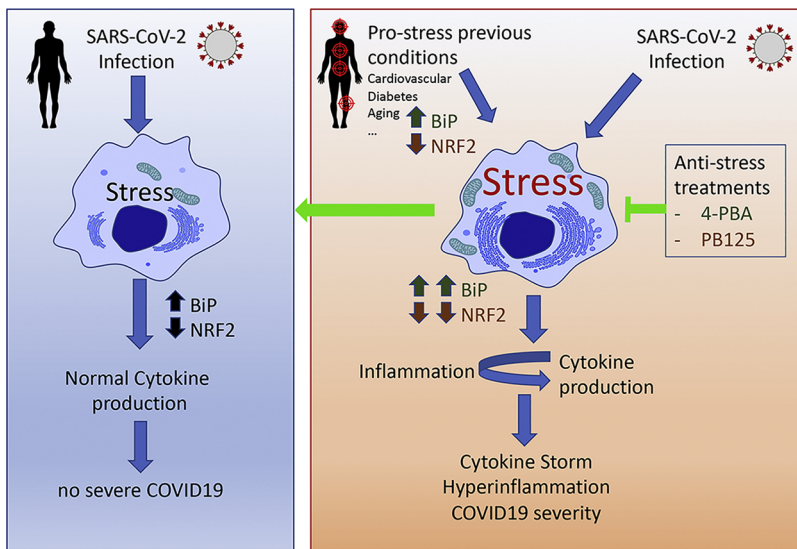 SARS-CoV-2
Infection
Stress
BiP
NRF2
Normal Cytokine
production
no severe COVID19
Pro-stress previous
conditions
Cardiovascular
Diabetes
Aging
...
BiP
NRF2
SARS-CoV-2
Infection
Stress
Anti-stress
treatments
- 4-PBA
- PB125
BiP
NRF2
Inflammation
Cytokine
production
Cytokine Storm
Hyperinflammation
COVID19 severity